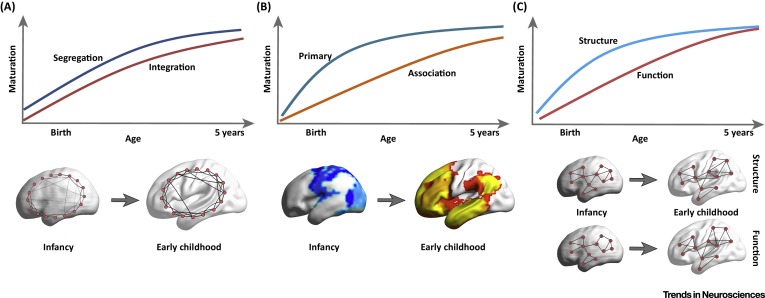 (A)
Maturation
Segregation
Integration
Birth
Age
5 years
Infancy
Early childhood
(B)
Maturation
Primary
Association
Birth
Age
5 years
Infancy
Early childhood
(C)
Maturation
Structure
Function
Birth
Age
5 years
Structure
Infancy
Early childhood
Function
Trends in Neurosciences